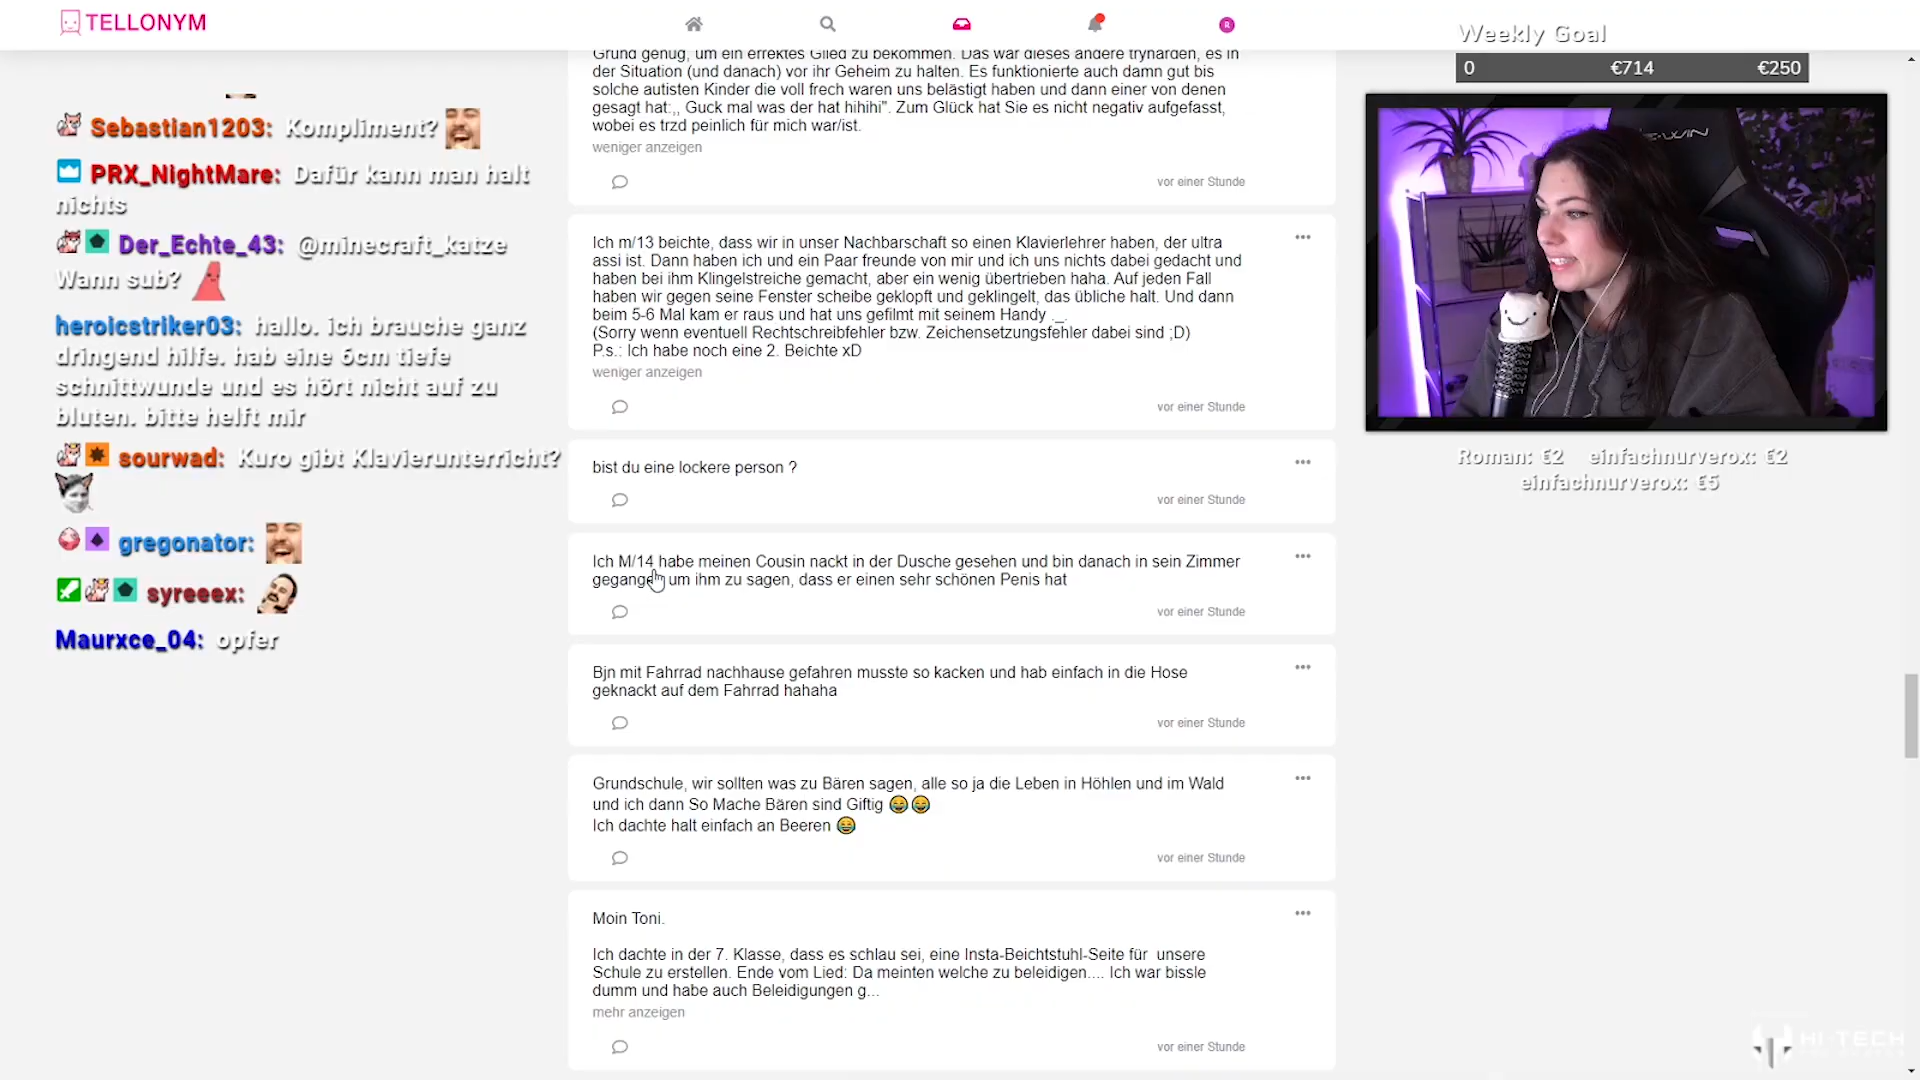 TELLONYM
Weekly Goal
0 €714 €250
Sebastian1203: Kompliment?
PRX_NightMare: Dafür kann man halt
nichts
Der_Echte_43: @minecraft_katze
Wann sub?
heroicstriker03: hallo. ich brauche ganz
dringend hilfe. hab eine 6cm tiefe
schnittwunde und es hört nicht auf zu
bluten. bitte helft mir
sourwad: Kuro gibt Klavierunterricht?
gregonator:
syreeex:
Maurxce_04: opfer
Grund genug, um ein errektes Glied zu bekommen. Das war dieses andere tryharden, es in
der Situation (und danach) vor ihr Geheim zu halten. Es funktionierte auch damn gut bis
solche autisten Kinder die voll frech waren uns belästigt haben und dann einer von denen
gesagt hat:,, Guck mal was der hat hihihi". Zum Glück hat Sie es nicht negativ aufgefasst,
wobei es trzd peinlich für mich war/ist.
weniger anzeigen
vor einer Stunde
Ich m/13 beichte, dass wir in unser Nachbarschaft so einen Klavierlehrer haben, der ultra
assi ist. Dann haben ich und ein Paar freunde von mir und ich uns nichts dabei gedacht und
haben bei ihm Klingelstreiche gemacht, aber ein wenig übertrieben haha. Auf jeden Fall
haben wir gegen seine Fenster scheibe geklopft und geklingelt, das übliche halt. Und dann
beim 5-6 Mal kam er raus und hat uns gefilmt mit seinem Handy ._.
(Sorry wenn eventuell Rechtschreibfehler bzw. Zeichensetzungsfehler dabei sind ;D)
P.s.: Ich habe noch eine 2. Beichte xD
weniger anzeigen
vor einer Stunde
bist du eine lockere person ?
vor einer Stunde
Ich M/14 habe meinen Cousin nackt in der Dusche gesehen und bin danach in sein Zimmer
gegangen um ihm zu sagen, dass er einen sehr schönen Penis hat
vor einer Stunde
Bjn mit Fahrrad nachhause gefahren musste so kacken und hab einfach in die Hose
geknackt auf dem Fahrrad hahaha
vor einer Stunde
Grundschule, wir sollten was zu Bären sagen, alle so ja die Leben in Höhlen und im Wald
und ich dann So Mache Bären sind Giftig 😂😂
Ich dachte halt einfach an Beeren 😂
vor einer Stunde
Moin Toni.
Ich dachte in der 7. Klasse, dass es schlau sei, eine Insta-Beichtstuhl-Seite für unsere
Schule zu erstellen. Ende vom Lied: Da meinten welche zu beleidigen.... Ich war bissle
dumm und habe auch Beleidigungen g...
mehr anzeigen
vor einer Stunde
Roman: €2 einfachnurverox: €2
einfachnurverox: €5
HI-TECH